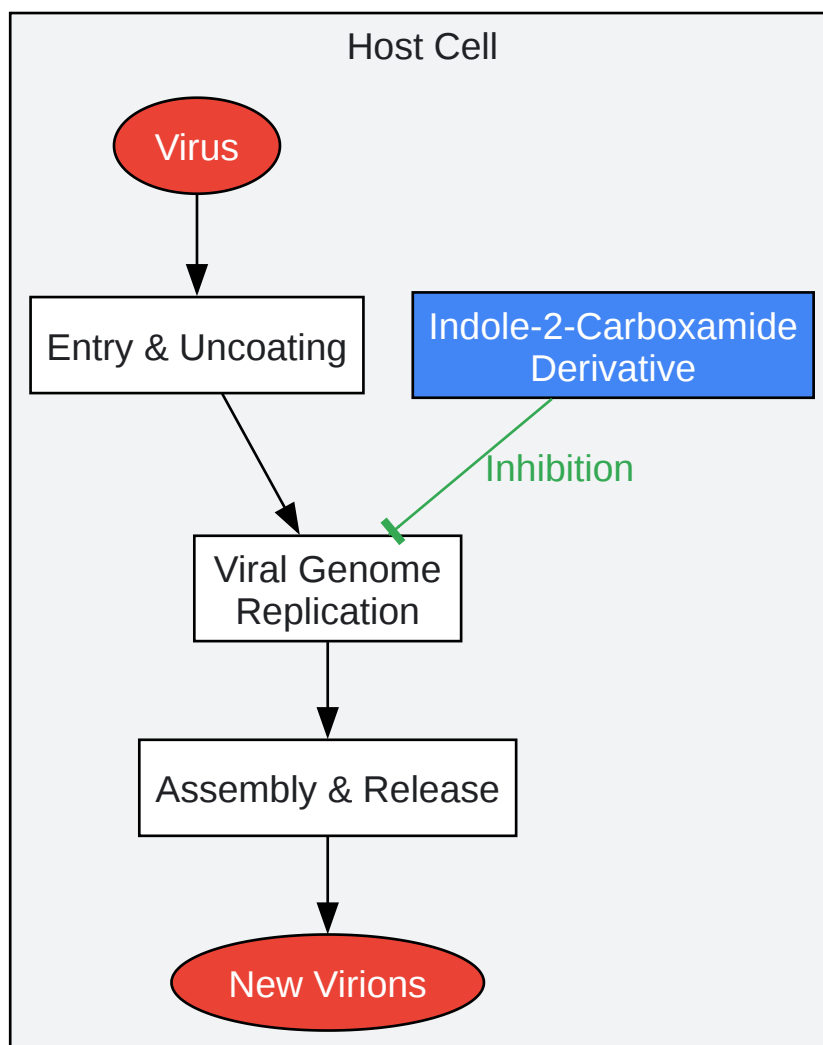 Host Cell
Virus
Entry & Uncoating
Indole-2-Carboxamide
Derivative
Inhibition
Viral Genome
Replication
Assembly & Release
New Virions